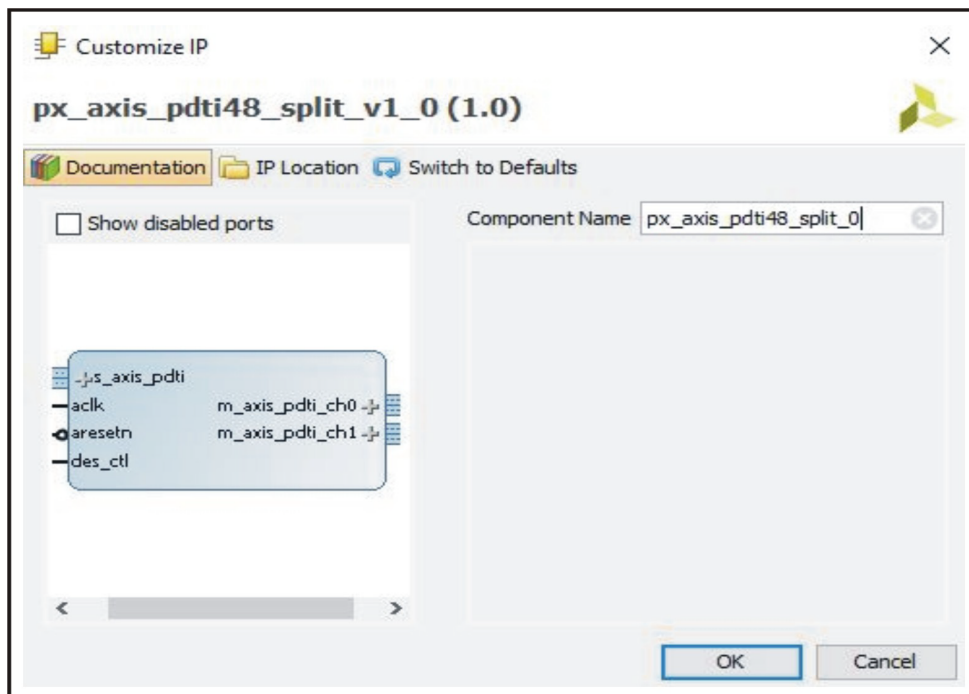 Customize IP
px_axis_pdti48_split_v1_0 (1.0)
Documentation IP Location Switch to Defaults
Show disabled ports
Component Name px_axis_pdti48_split_0
s_axis_pdti
aclk m_axis_pdti_ch0
aresetn m_axis_pdti_ch1
des_ctl
OK Cancel